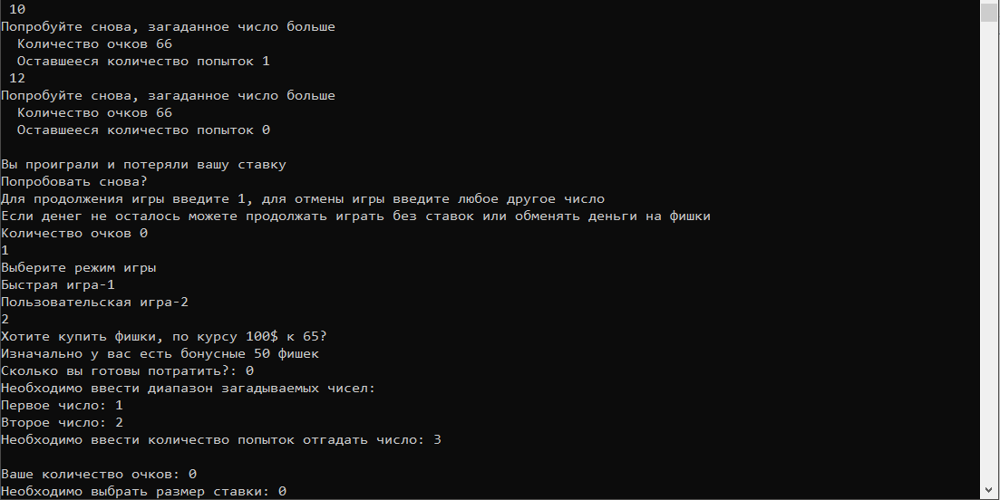 10
Попробуйте снова, загаданное число больше
Количество очков 66
Оставшееся количество попыток 1
12
Попробуйте снова, загаданное число больше
Количество очков 66
Оставшееся количество попыток 0
Вы проиграли и потеряли вашу ставку
Попробовать снова?
Для продолжения игры введите 1, для отмены игры введите любое другое число
Если денег не осталось можете продолжать играть без ставок или обменять деньги на фишки
Количество очков 0
1
Выберите режим игры
Быстрая игра-1
Пользовательская игра-2
2
Хотите купить фишки, по курсу 100$ к 65?
Изначально у вас есть бонусные 50 фишек
Сколько вы готовы потратить?: 0
Необходимо ввести диапазон загадываемых чисел:
Первое число: 1
Второе число: 2
Необходимо ввести количество попыток отгадать число: 3
Ваше количество очков: 0
Необходимо выбрать размер ставки: 0